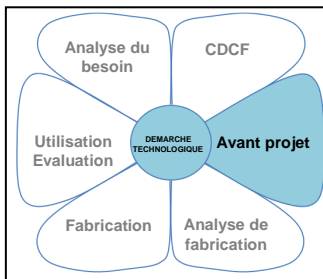 Analyse du
besoin
CDCF
Utilisation
Evaluation
DEMARCHE
TECHNOLOGIQUE
Avant projet
Fabrication
Analyse de
fabrication